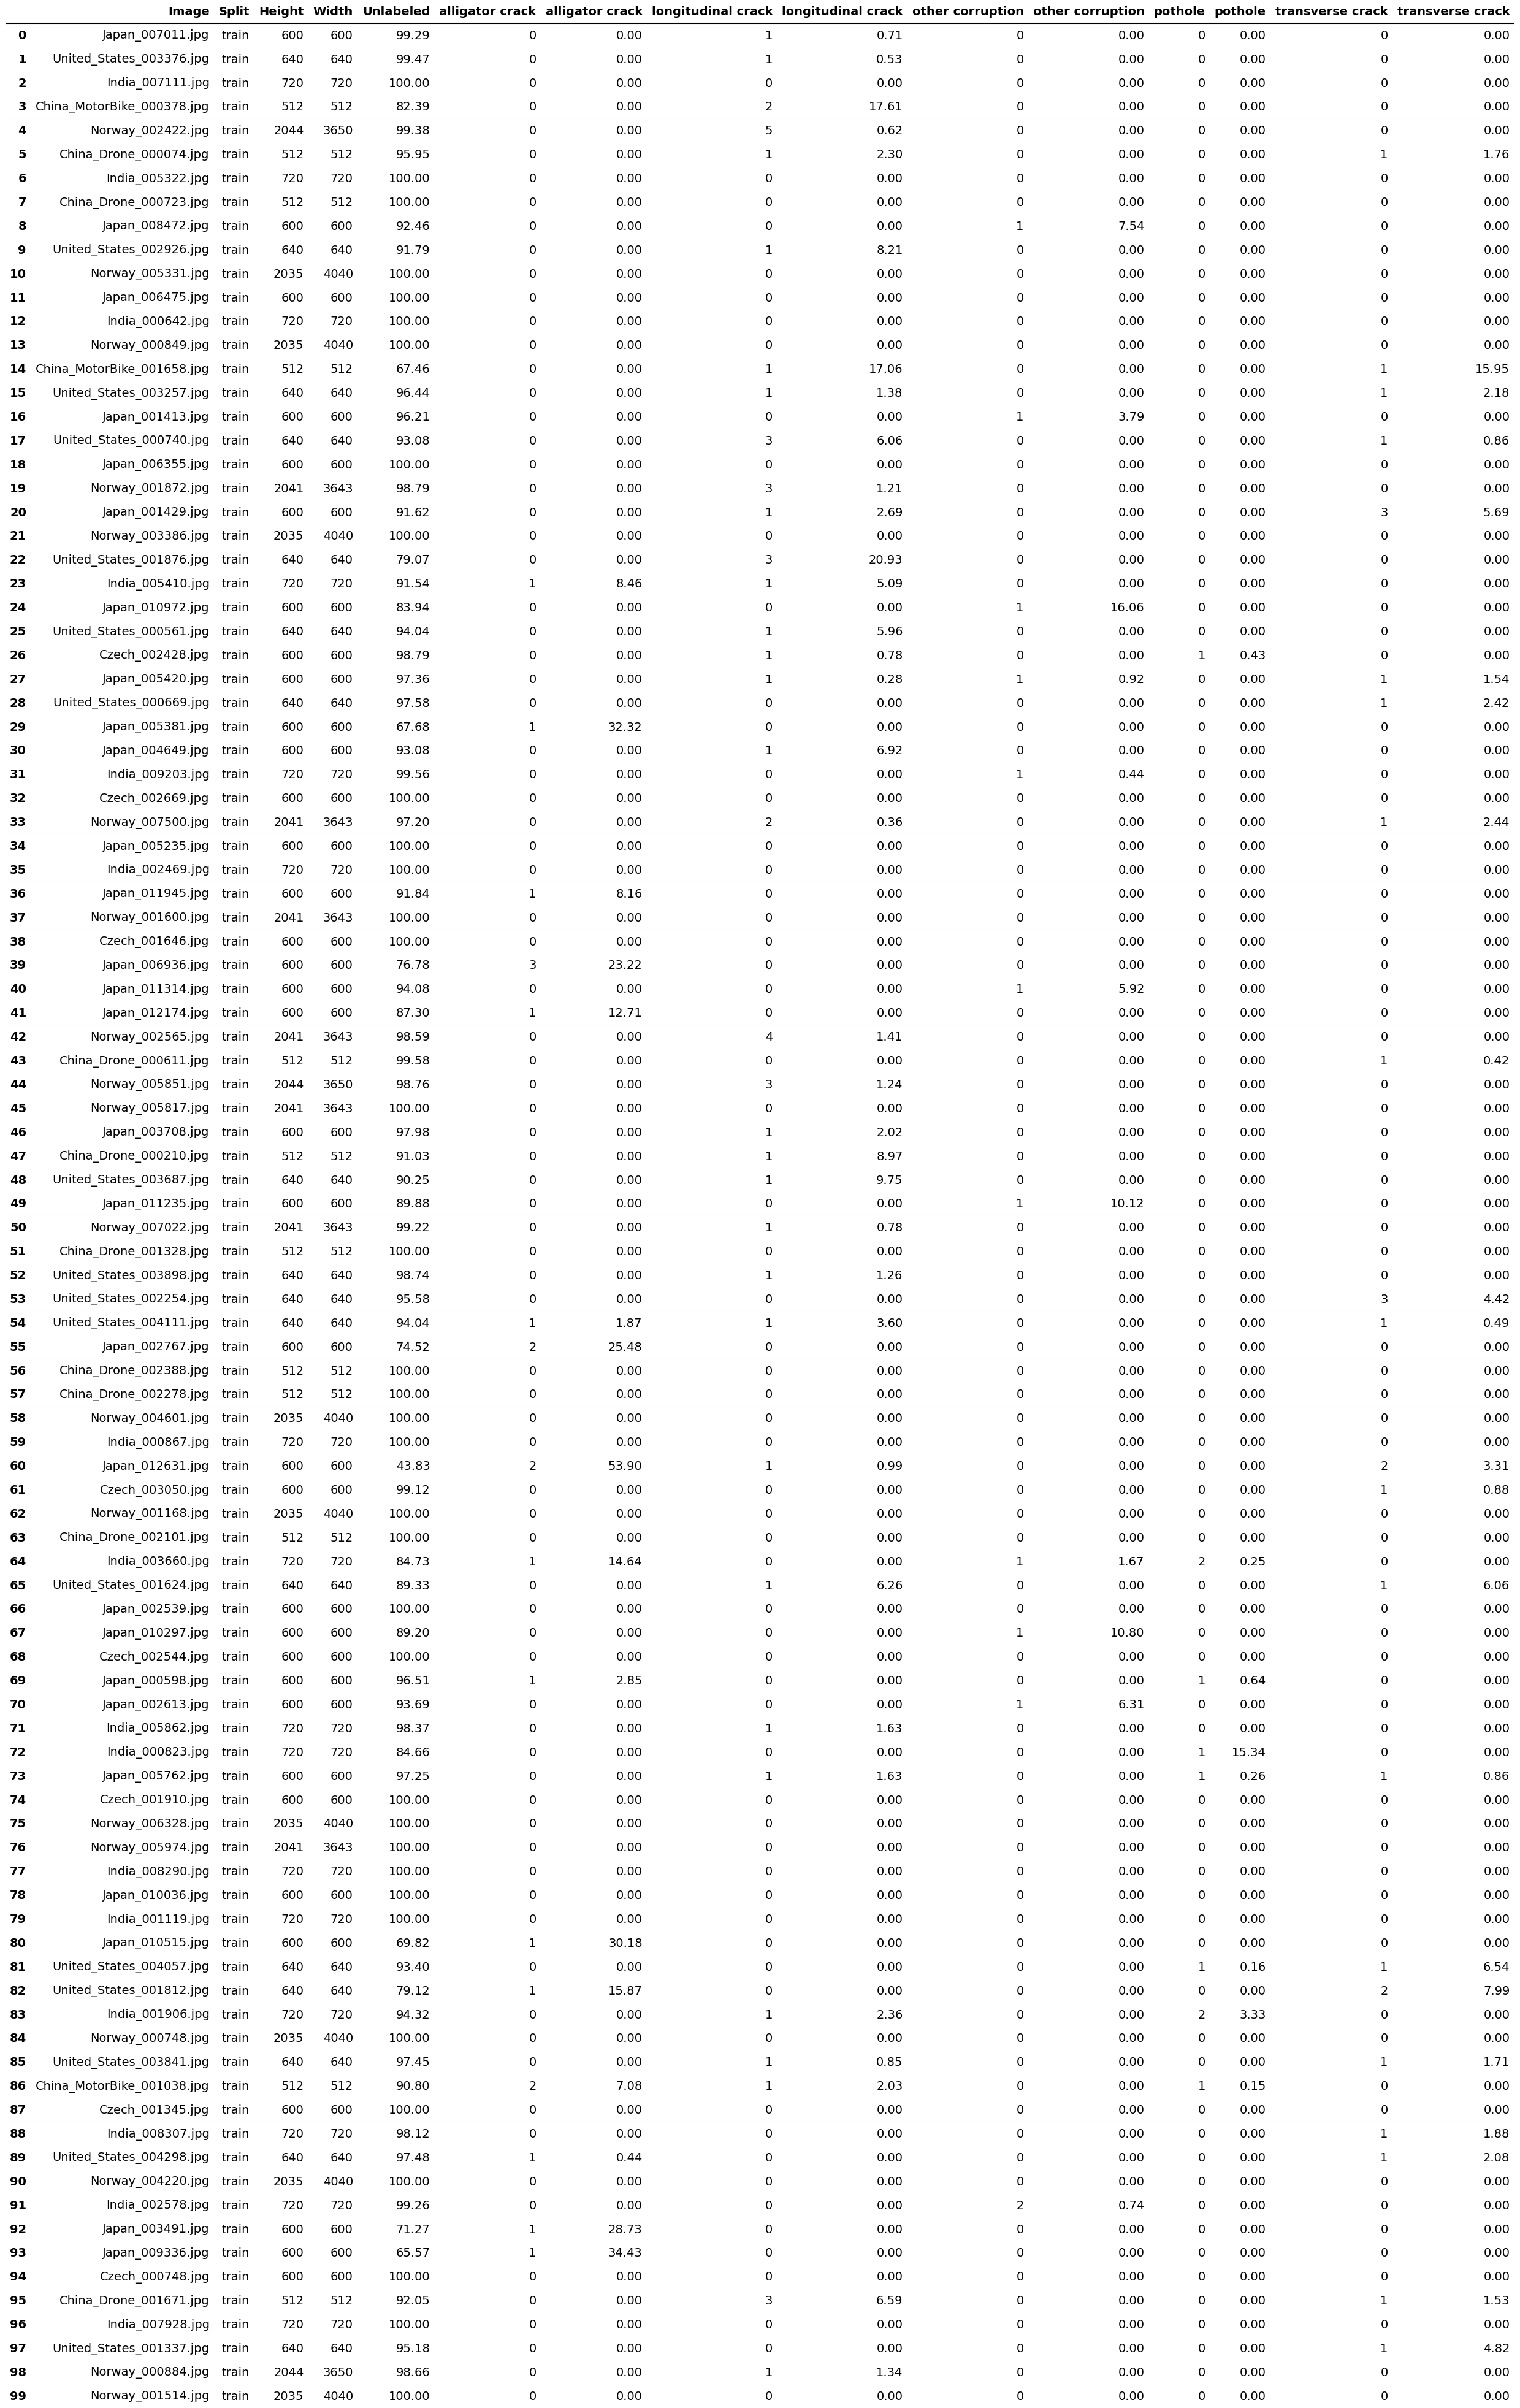 Image Split Height Width Unlabeled alligator crack alligator crack longitudinal crack longitudinal crack other corruption other corruption pothole pothole transverse crack transverse crack
0 Japan_007011.jpg train 600 600 99.29 0 0.00 1 0.71 0 0.00 0 0.00 0 0.00
1 United_States_003376.jpg train 640 640 99.47 0 0.00 1 0.53 0 0.00 0 0.00 0 0.00
2 India_007111.jpg train 720 720 100.00 0 0.00 0 0.00 0 0.00 0 0.00 0 0.00
3 China_MotorBike_000378.jpg train 512 512 82.39 0 0.00 2 17.61 0 0.00 0 0.00 0 0.00
4 Norway_002422.jpg train 2044 3650 99.38 0 0.00 5 0.62 0 0.00 0 0.00 0 0.00
5 China_Drone_000074.jpg train 512 512 95.95 0 0.00 1 2.30 0 0.00 0 0.00 1 1.76
6 India_005322.jpg train 720 720 100.00 0 0.00 0 0.00 0 0.00 0 0.00 0 0.00
7 China_Drone_000723.jpg train 512 512 100.00 0 0.00 0 0.00 0 0.00 0 0.00 0 0.00
8 Japan_008472.jpg train 600 600 92.46 0 0.00 0 0.00 1 7.54 0 0.00 0 0.00
9 United_States_002926.jpg train 640 640 91.79 0 0.00 1 8.21 0 0.00 0 0.00 0 0.00
10 Norway_005331.jpg train 2035 4040 100.00 0 0.00 0 0.00 0 0.00 0 0.00 0 0.00
11 Japan_006475.jpg train 600 600 100.00 0 0.00 0 0.00 0 0.00 0 0.00 0 0.00
12 India_000642.jpg train 720 720 100.00 0 0.00 0 0.00 0 0.00 0 0.00 0 0.00
13 Norway_000849.jpg train 2035 4040 100.00 0 0.00 0 0.00 0 0.00 0 0.00 0 0.00
14 China_MotorBike_001658.jpg train 512 512 67.46 0 0.00 1 17.06 0 0.00 0 0.00 1 15.95
15 United_States_003257.jpg train 640 640 96.44 0 0.00 1 1.38 0 0.00 0 0.00 1 2.18
16 Japan_001413.jpg train 600 600 96.21 0 0.00 0 0.00 1 3.79 0 0.00 0 0.00
17 United_States_000740.jpg train 640 640 93.08 0 0.00 3 6.06 0 0.00 0 0.00 1 0.86
18 Japan_006355.jpg train 600 600 100.00 0 0.00 0 0.00 0 0.00 0 0.00 0 0.00
19 Norway_001872.jpg train 2041 3643 98.79 0 0.00 3 1.21 0 0.00 0 0.00 0 0.00
20 Japan_001429.jpg train 600 600 91.62 0 0.00 1 2.69 0 0.00 0 0.00 3 5.69
21 Norway_003386.jpg train 2035 4040 100.00 0 0.00 0 0.00 0 0.00 0 0.00 0 0.00
22 United_States_001876.jpg train 640 640 79.07 0 0.00 3 20.93 0 0.00 0 0.00 0 0.00
23 India_005410.jpg train 720 720 91.54 1 8.46 1 5.09 0 0.00 0 0.00 0 0.00
24 Japan_010972.jpg train 600 600 83.94 0 0.00 0 0.00 1 16.06 0 0.00 0 0.00
25 United_States_000561.jpg train 640 640 94.04 0 0.00 1 5.96 0 0.00 0 0.00 0 0.00
26 Czech_002428.jpg train 600 600 98.79 0 0.00 1 0.78 0 0.00 1 0.43 0 0.00
27 Japan_005420.jpg train 600 600 97.36 0 0.00 1 0.28 1 0.92 0 0.00 1 1.54
28 United_States_000669.jpg train 640 640 97.58 0 0.00 0 0.00 0 0.00 0 0.00 1 2.42
29 Japan_005381.jpg train 600 600 67.68 1 32.32 0 0.00 0 0.00 0 0.00 0 0.00
30 Japan_004649.jpg train 600 600 93.08 0 0.00 1 6.92 0 0.00 0 0.00 0 0.00
31 India_009203.jpg train 720 720 99.56 0 0.00 0 0.00 1 0.44 0 0.00 0 0.00
32 Czech_002669.jpg train 600 600 100.00 0 0.00 0 0.00 0 0.00 0 0.00 0 0.00
33 Norway_007500.jpg train 2041 3643 97.20 0 0.00 2 0.36 0 0.00 0 0.00 1 2.44
34 Japan_005235.jpg train 600 600 100.00 0 0.00 0 0.00 0 0.00 0 0.00 0 0.00
35 India_002469.jpg train 720 720 100.00 0 0.00 0 0.00 0 0.00 0 0.00 0 0.00
36 Japan_011945.jpg train 600 600 91.84 1 8.16 0 0.00 0 0.00 0 0.00 0 0.00
37 Norway_001600.jpg train 2041 3643 100.00 0 0.00 0 0.00 0 0.00 0 0.00 0 0.00
38 Czech_001646.jpg train 600 600 100.00 0 0.00 0 0.00 0 0.00 0 0.00 0 0.00
39 Japan_006936.jpg train 600 600 76.78 3 23.22 0 0.00 0 0.00 0 0.00 0 0.00
40 Japan_011314.jpg train 600 600 94.08 0 0.00 0 0.00 1 5.92 0 0.00 0 0.00
41 Japan_012174.jpg train 600 600 87.30 1 12.71 0 0.00 0 0.00 0 0.00 0 0.00
42 Norway_002565.jpg train 2041 3643 98.59 0 0.00 4 1.41 0 0.00 0 0.00 0 0.00
43 China_Drone_000611.jpg train 512 512 99.58 0 0.00 0 0.00 0 0.00 0 0.00 1 0.42
44 Norway_005851.jpg train 2044 3650 98.76 0 0.00 3 1.24 0 0.00 0 0.00 0 0.00
45 Norway_005817.jpg train 2041 3643 100.00 0 0.00 0 0.00 0 0.00 0 0.00 0 0.00
46 Japan_003708.jpg train 600 600 97.98 0 0.00 1 2.02 0 0.00 0 0.00 0 0.00
47 China_Drone_000210.jpg train 512 512 91.03 0 0.00 1 8.97 0 0.00 0 0.00 0 0.00
48 United_States_003687.jpg train 640 640 90.25 0 0.00 1 9.75 0 0.00 0 0.00 0 0.00
49 Japan_011235.jpg train 600 600 89.88 0 0.00 0 0.00 1 10.12 0 0.00 0 0.00
50 Norway_007022.jpg train 2041 3643 99.22 0 0.00 1 0.78 0 0.00 0 0.00 0 0.00
51 China_Drone_001328.jpg train 512 512 100.00 0 0.00 0 0.00 0 0.00 0 0.00 0 0.00
52 United_States_003898.jpg train 640 640 98.74 0 0.00 1 1.26 0 0.00 0 0.00 0 0.00
53 United_States_002254.jpg train 640 640 95.58 0 0.00 0 0.00 0 0.00 0 0.00 3 4.42
54 United_States_004111.jpg train 640 640 94.04 1 1.87 1 3.60 0 0.00 0 0.00 1 0.49
55 Japan_002767.jpg train 600 600 74.52 2 25.48 0 0.00 0 0.00 0 0.00 0 0.00
56 China_Drone_002388.jpg train 512 512 100.00 0 0.00 0 0.00 0 0.00 0 0.00 0 0.00
57 China_Drone_002278.jpg train 512 512 100.00 0 0.00 0 0.00 0 0.00 0 0.00 0 0.00
58 Norway_004601.jpg train 2035 4040 100.00 0 0.00 0 0.00 0 0.00 0 0.00 0 0.00
59 India_000867.jpg train 720 720 100.00 0 0.00 0 0.00 0 0.00 0 0.00 0 0.00
60 Japan_012631.jpg train 600 600 43.83 2 53.90 1 0.99 0 0.00 0 0.00 2 3.31
61 Czech_003050.jpg train 600 600 99.12 0 0.00 0 0.00 0 0.00 0 0.00 1 0.88
62 Norway_001168.jpg train 2035 4040 100.00 0 0.00 0 0.00 0 0.00 0 0.00 0 0.00
63 China_Drone_002101.jpg train 512 512 100.00 0 0.00 0 0.00 0 0.00 0 0.00 0 0.00
64 India_003660.jpg train 720 720 84.73 1 14.64 0 0.00 1 1.67 2 0.25 0 0.00
65 United_States_001624.jpg train 640 640 89.33 0 0.00 1 6.26 0 0.00 0 0.00 1 6.06
66 Japan_002539.jpg train 600 600 100.00 0 0.00 0 0.00 0 0.00 0 0.00 0 0.00
67 Japan_010297.jpg train 600 600 89.20 0 0.00 0 0.00 1 10.80 0 0.00 0 0.00
68 Czech_002544.jpg train 600 600 100.00 0 0.00 0 0.00 0 0.00 0 0.00 0 0.00
69 Japan_000598.jpg train 600 600 96.51 1 2.85 0 0.00 0 0.00 1 0.64 0 0.00
70 Japan_002613.jpg train 600 600 93.69 0 0.00 0 0.00 1 6.31 0 0.00 0 0.00
71 India_005862.jpg train 720 720 98.37 0 0.00 1 1.63 0 0.00 0 0.00 0 0.00
72 India_000823.jpg train 720 720 84.66 0 0.00 0 0.00 0 0.00 1 15.34 0 0.00
73 Japan_005762.jpg train 600 600 97.25 0 0.00 1 1.63 0 0.00 1 0.26 1 0.86
74 Czech_001910.jpg train 600 600 100.00 0 0.00 0 0.00 0 0.00 0 0.00 0 0.00
75 Norway_006328.jpg train 2035 4040 100.00 0 0.00 0 0.00 0 0.00 0 0.00 0 0.00
76 Norway_005974.jpg train 2041 3643 100.00 0 0.00 0 0.00 0 0.00 0 0.00 0 0.00
77 India_008290.jpg train 720 720 100.00 0 0.00 0 0.00 0 0.00 0 0.00 0 0.00
78 Japan_010036.jpg train 600 600 100.00 0 0.00 0 0.00 0 0.00 0 0.00 0 0.00
79 India_001119.jpg train 720 720 100.00 0 0.00 0 0.00 0 0.00 0 0.00 0 0.00
80 Japan_010515.jpg train 600 600 69.82 1 30.18 0 0.00 0 0.00 0 0.00 0 0.00
81 United_States_004057.jpg train 640 640 93.40 0 0.00 0 0.00 0 0.00 1 0.16 1 6.54
82 United_States_001812.jpg train 640 640 79.12 1 15.87 0 0.00 0 0.00 0 0.00 2 7.99
83 India_001906.jpg train 720 720 94.32 0 0.00 1 2.36 0 0.00 2 3.33 0 0.00
84 Norway_000748.jpg train 2035 4040 100.00 0 0.00 0 0.00 0 0.00 0 0.00 0 0.00
85 United_States_003841.jpg train 640 640 97.45 0 0.00 1 0.85 0 0.00 0 0.00 1 1.71
86 China_MotorBike_001038.jpg train 512 512 90.80 2 7.08 1 2.03 0 0.00 1 0.15 0 0.00
87 Czech_001345.jpg train 600 600 100.00 0 0.00 0 0.00 0 0.00 0 0.00 0 0.00
88 India_008307.jpg train 720 720 98.12 0 0.00 0 0.00 0 0.00 0 0.00 1 1.88
89 United_States_004298.jpg train 640 640 97.48 1 0.44 0 0.00 0 0.00 0 0.00 1 2.08
90 Norway_004220.jpg train 2035 4040 100.00 0 0.00 0 0.00 0 0.00 0 0.00 0 0.00
91 India_002578.jpg train 720 720 99.26 0 0.00 0 0.00 2 0.74 0 0.00 0 0.00
92 Japan_003491.jpg train 600 600 71.27 1 28.73 0 0.00 0 0.00 0 0.00 0 0.00
93 Japan_009336.jpg train 600 600 65.57 1 34.43 0 0.00 0 0.00 0 0.00 0 0.00
94 Czech_000748.jpg train 600 600 100.00 0 0.00 0 0.00 0 0.00 0 0.00 0 0.00
95 China_Drone_001671.jpg train 512 512 92.05 0 0.00 3 6.59 0 0.00 0 0.00 1 1.53
96 India_007928.jpg train 720 720 100.00 0 0.00 0 0.00 0 0.00 0 0.00 0 0.00
97 United_States_001337.jpg train 640 640 95.18 0 0.00 0 0.00 0 0.00 0 0.00 1 4.82
98 Norway_000884.jpg train 2044 3650 98.66 0 0.00 1 1.34 0 0.00 0 0.00 0 0.00
99 Norway_001514.jpg train 2035 4040 100.00 0 0.00 0 0.00 0 0.00 0 0.00 0 0.00